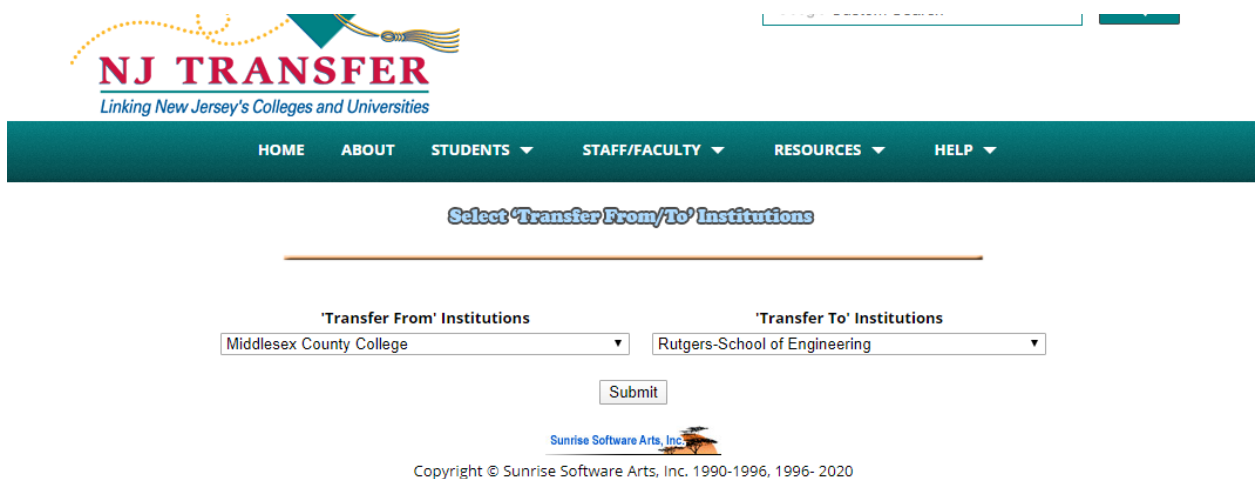 Custom Search
NJ TRANSFER
Linking New Jersey's Colleges and Universities
HOME ABOUT STUDENTS STAFF/FACULTY RESOURCES HELP
Select 'Transfer From/To' Institutions
'Transfer From' Institutions 'Transfer To' Institutions
Middlesex County College Rutgers-School of Engineering
Submit
Sunrise Software Arts, Inc.
Copyright © Sunrise Software Arts, Inc. 1990-1996, 1996- 2020